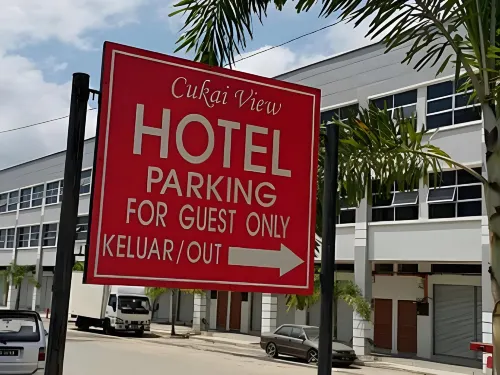 Cukai View
HOTEL
PARKING
FOR GUEST ONLY
KELUAR/OUT